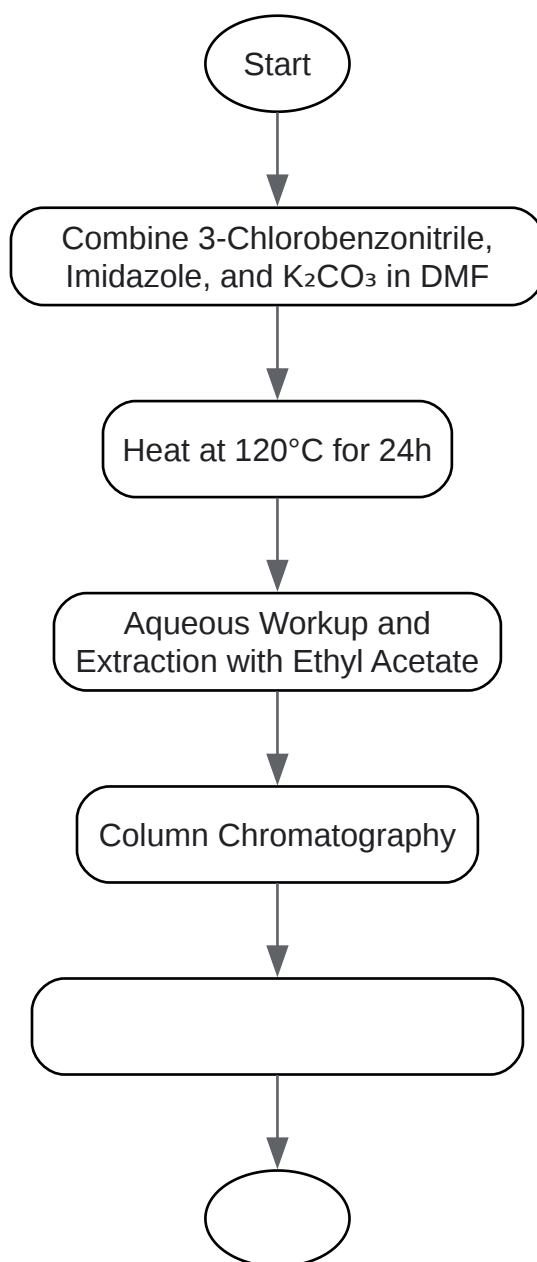 Start
Combine 3-Chlorobenzonitrile,
Imidazole, and K₂CO₃ in DMF
Heat at 120°C for 24h
Aqueous Workup and
Extraction with Ethyl Acetate
Column Chromatography